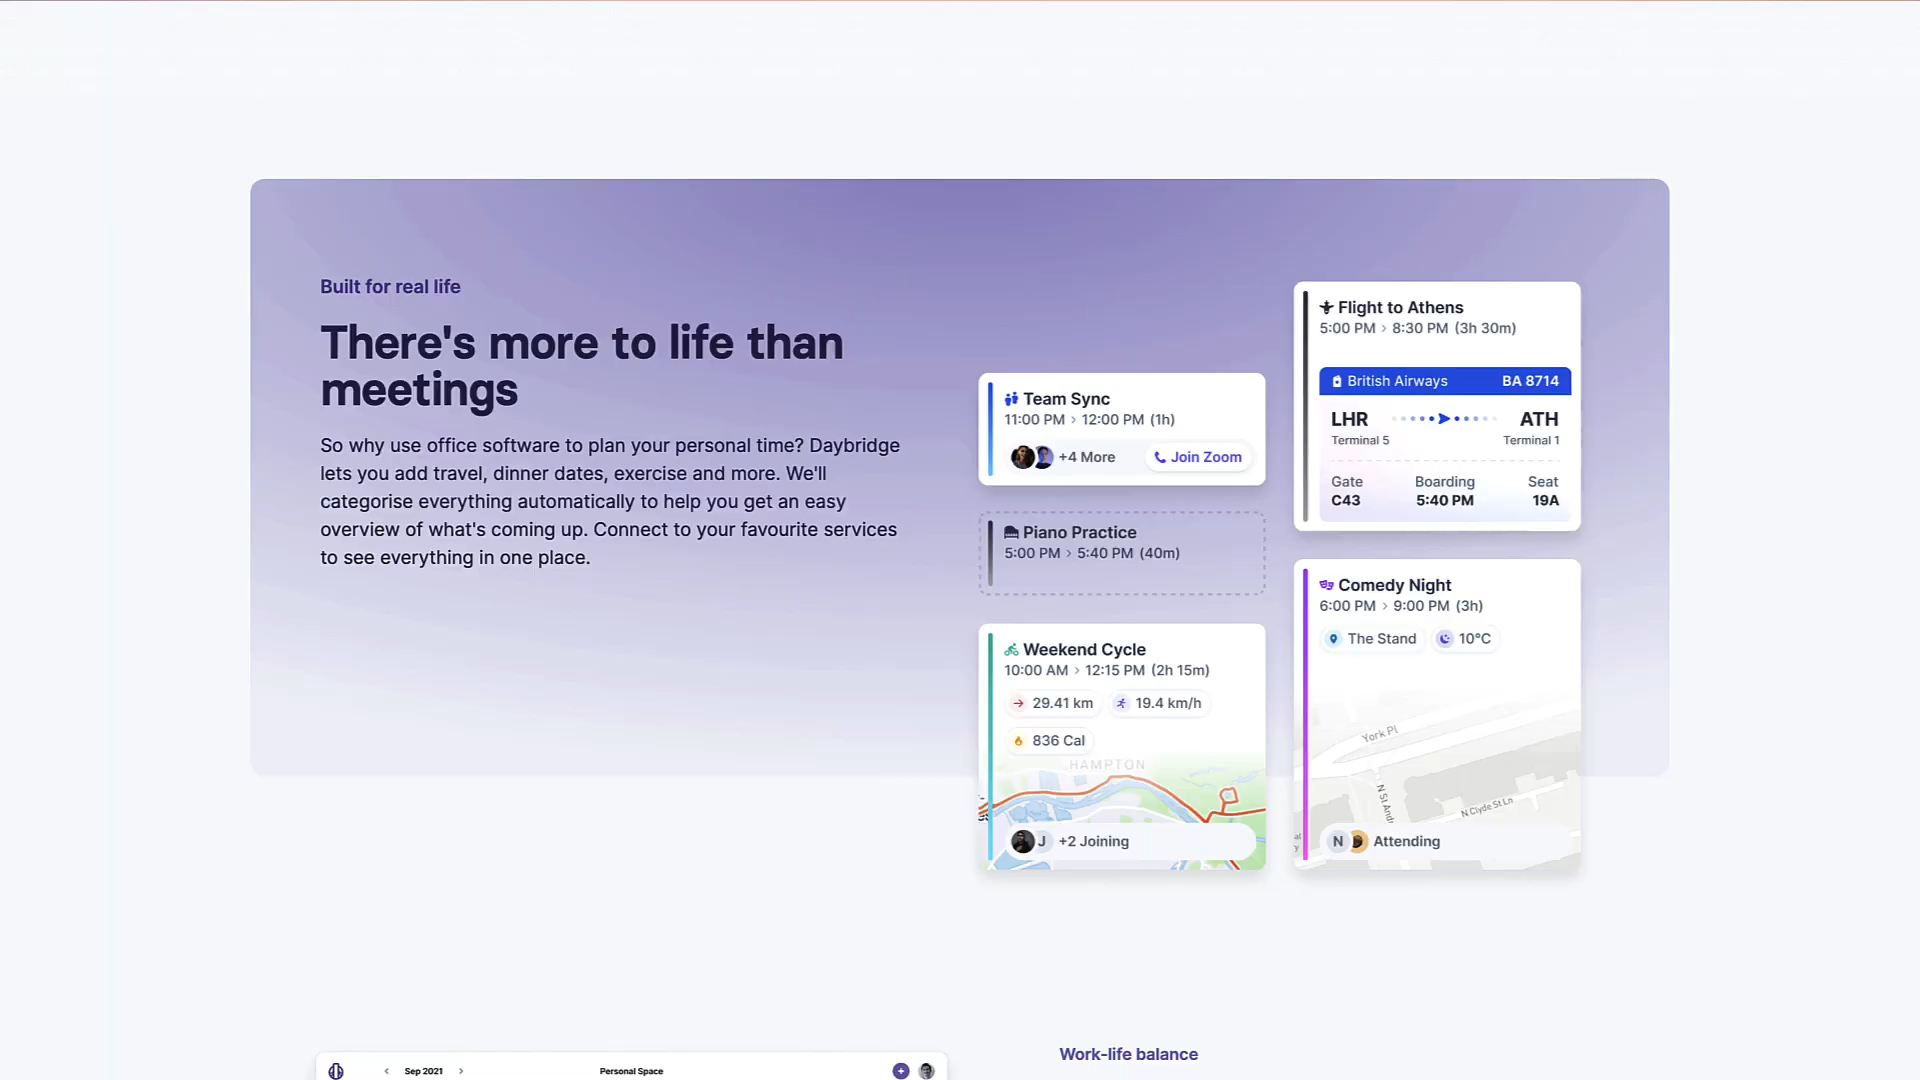 Built for real life
There's more to life than
meetings
So why use office software to plan your personal time? Daybridge
lets you add travel, dinner dates, exercise and more. We'll
categorise everything automatically to help you get an easy
overview of what's coming up. Connect to your favourite services
to see everything in one place.
Team Sync
11:00 PM › 12:00 PM (1h)
+4 More
Join Zoom
Piano Practice
5:00 PM › 5:40 PM (40m)
Weekend Cycle
10:00 AM › 12:15 PM (2h 15m)
29.41 km
19.4 km/h
836 Cal
HAMPTON
J +2 Joining
Flight to Athens
5:00 PM › 8:30 PM (3h 30m)
British Airways BA 8714
LHR ATH
Terminal 5 Terminal 1
Gate Boarding Seat
C43 5:40 PM 19A
Comedy Night
6:00 PM › 9:00 PM (3h)
The Stand
10°C
York Pl
N St Andr
N Clyde St Ln
N Attending
‹ Sep 2021 › Personal Space
Work-life balance